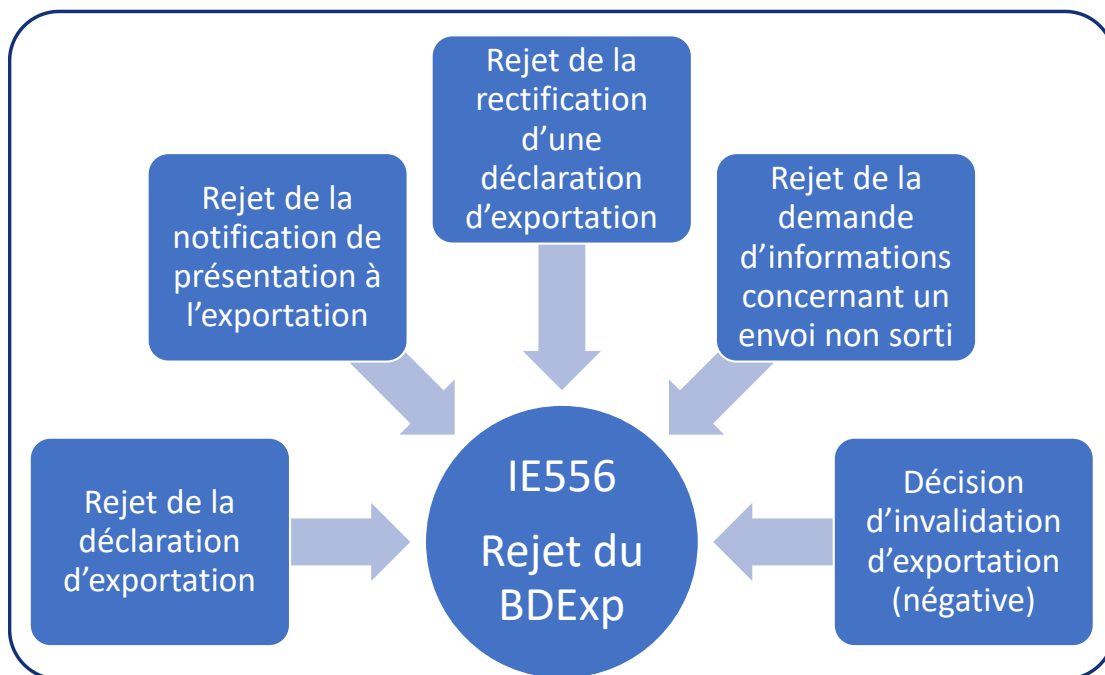 Rejet de la
déclaration
d’exportation
Rejet de la
notification de
présentation à
l’exportation
Rejet de la
rectification
d’une
déclaration
d’exportation
Rejet de la
demande
d’informations
concernant un
envoi non sorti
Décision
d’invalidation
d’exportation
(négative)
IE556
Rejet du
BDExp